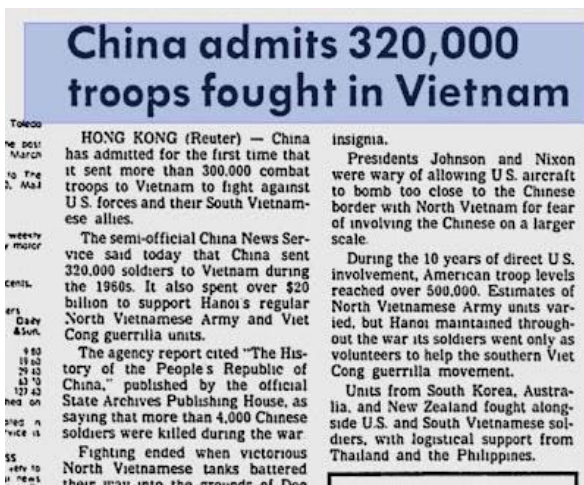 China admits 320,000
troops fought in Vietnam
Toledo
HONG KONG (Reuter) — China
has admitted for the first time that
it sent more than 300,000 combat
troops to Vietnam to fight against
U S. forces and their South Vietnam-
ese allies.
The semi-official China News Ser-
vice said today that China sent
320,000 soldiers to Vietnam during
the 1960s. It also spent over $20
billion to support Hanoi's regular
North Vietnamese Army and Viet
Cong guerrilla units.
The agency report cited "The His-
tory of the People s Republic of
China," published by the official
State Archives Publishing House, as
saying that more than 4,000 Chinese
soldiers were killed during the war
Fighting ended when victorious
North Vietnamese tanks battered
their way into the grounds of
insignia.
Presidents Johnson and Nixon
were wary of allowing U S. aircraft
to bomb too close to the Chinese
border with North Vietnam for fear
of involving the Chinese on a larger
scale
During the 10 years of direct U S.
involvement, American troop levels
reached over 500,000. Estimates of
North Vietnamese Army units var-
ied, but Hanoi maintained through-
out the war its soldiers went only as
volunteers to help the southern Viet
Cong guerrilla movement.
Units from South Korea, Austra-
lia, and New Zealand fought along-
side U.S. and South Vietnamese sol-
diers, with logistical support from
Thailand and the Philippines.